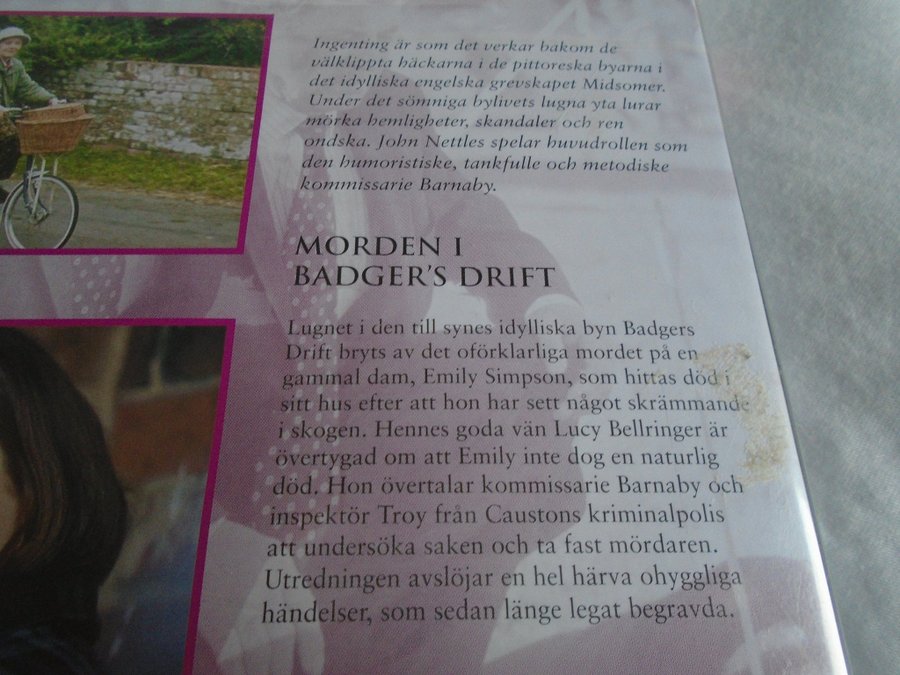 Ingenting är som det verkar bakom de
välklippta häckarna i de pittoreska byarna i
det idylliska engelska grevskapet Midsomer.
Under det sömniga bylivets lugna yta lurar
mörka hemligheter, skandaler och ren
ondska. John Nettles spelar huvudrollen som
den humoristiske, tankfulle och metodiske
kommissarie Barnaby.
MORDEN I
BADGER'S DRIFT
Lugnet i den till synes idylliska byn Badgers
Drift bryts av det oförklarliga mordet på en
gammal dam, Emily Simpson, som hittas död i
sitt hus efter att hon har sett något skrämmande
i skogen. Hennes goda vän Lucy Bellringer är
övertygad om att Emily inte dog en naturlig
död. Hon övertalar kommissarie Barnaby och
inspektör Troy från Caustons kriminalpolis
att undersöka saken och ta fast mördaren.
Utredningen avslöjar en hel härva ohyggliga
händelser, som sedan länge legat begravda.